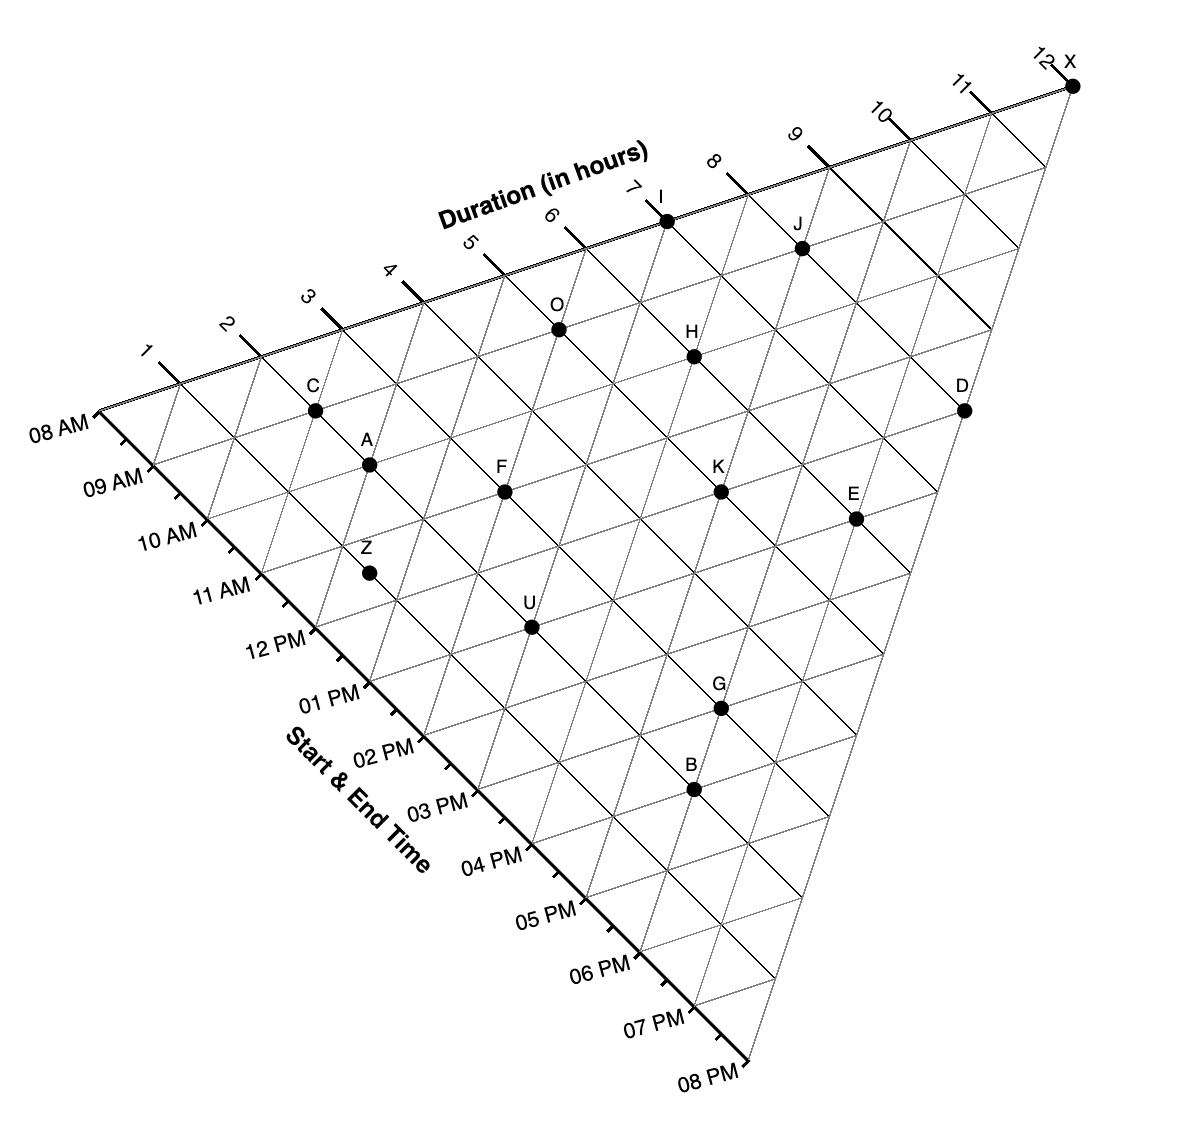 12 X
11
10
9
Duration (in hours)
8
7 I
6
J
5
4
O
3
H
2
1
C
D
08 AM
A
F
K
09 AM
E
10 AM
Z
11 AM
U
12 PM
01 PM
G
02 PM
B
03 PM
Start & End Time
04 PM
05 PM
06 PM
07 PM
08 PM